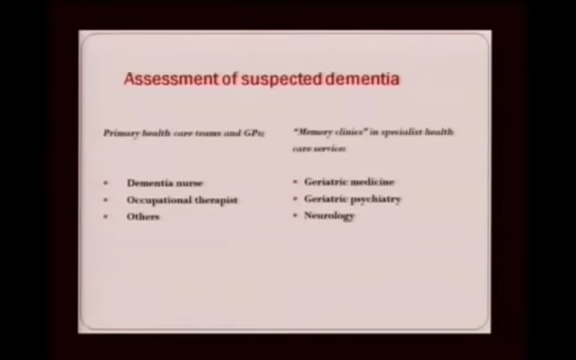 Assessment of suspected dementia
Primary health care teams and GPs:
• Dementia nurse
• Occupational therapist
• Others
"Memory clinics" in specialist health
care services
• Geriatric medicine
• Geriatric psychiatry
• Neurology